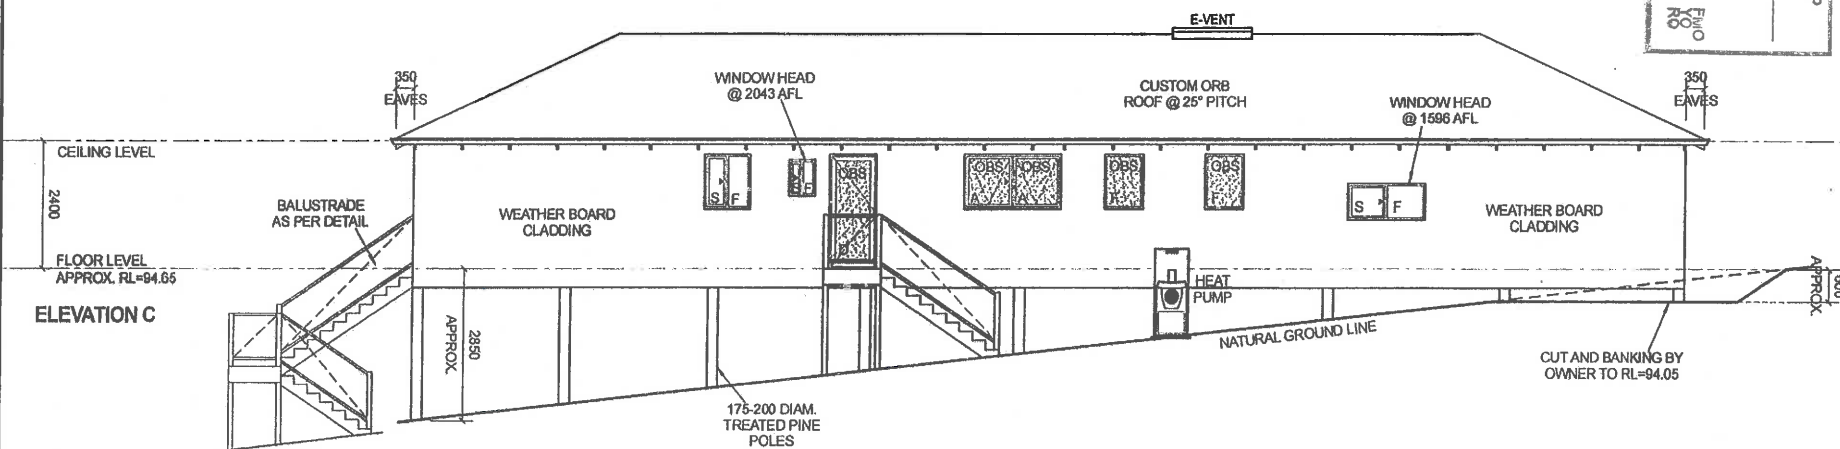 E-VENT
350
EAVES
WINDOW HEAD
@ 2043 AFL
CUSTOM ORB
ROOF @ 25° PITCH
WINDOW HEAD
@ 1596 AFL
350
EAVES
CEILING LEVEL
2400
BALUSTRADE
AS PER DETAIL
WEATHER BOARD
CLADDING
S F
F
OBS
OBS
OBS
A
A
OBS
A
OBS
F
S F
WEATHER BOARD
CLADDING
FLOOR LEVEL
APPROX. RL=94.65
ELEVATION C
2850
APPROX.
HEAT
PUMP
NATURAL GROUND LINE
APPROX.
CUT AND BANKING BY
OWNER TO RL=94.05
175-200 DIAM.
TREATED PINE
POLES